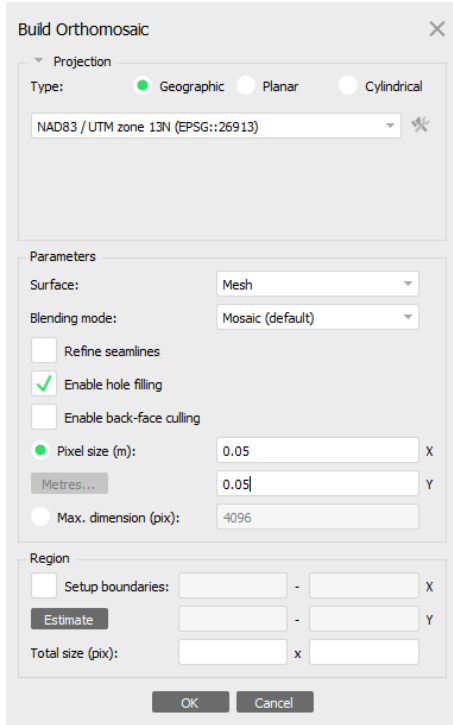 Build Orthomosaic
Projection
Type: Geographic Planar Cylindrical
NAD83 / UTM zone 13N (EPSG::26913)
Parameters
Surface: Mesh
Blending mode: Mosaic (default)
Refine seamlines
Enable hole filling
Enable back-face culling
Pixel size (m): 0.05 X
Metres... 0.05 Y
Max. dimension (pix): 4096
Region
Setup boundaries: - X
Estimate - Y
Total size (pix): x
OK Cancel